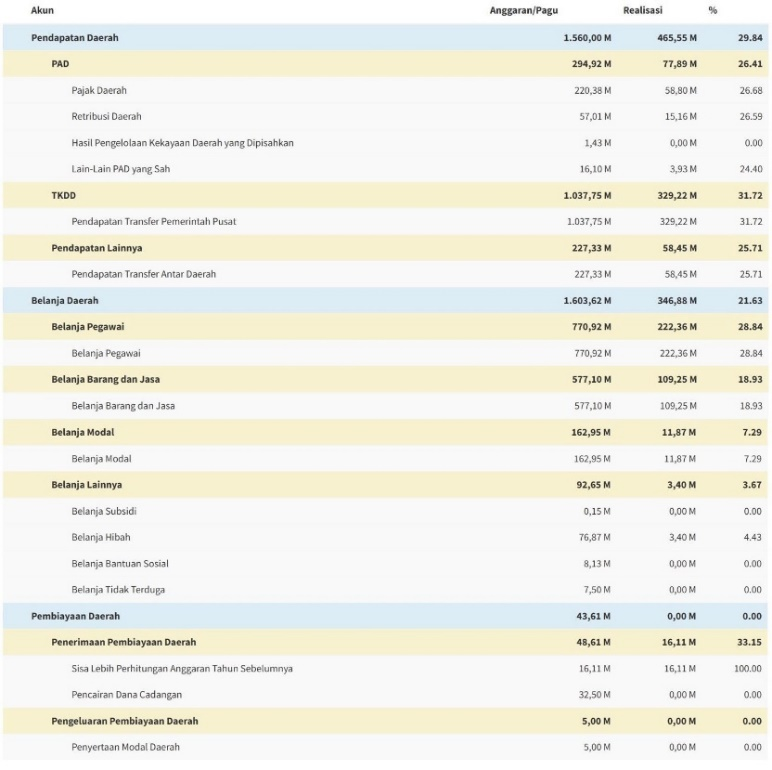 Akun Anggaran/Pagu Realisasi %
Pendapatan Daerah 1.560,00 M 465,55 M 29.84
PAD 294,92 M 77,89 M 26.41
Pajak Daerah 220,38 M 58,80 M 26.68
Retribusi Daerah 57,01 M 15,16 M 26.59
Hasil Pengelolaan Kekayaan Daerah yang Dipisahkan 1,43 M 0,00 M 0.00
Lain-Lain PAD yang Sah 16,10 M 3,93 M 24.40
TKDD 1.037,75 M 329,22 M 31.72
Pendapatan Transfer Pemerintah Pusat 1.037,75 M 329,22 M 31.72
Pendapatan Lainnya 227,33 M 58,45 M 25.71
Pendapatan Transfer Antar Daerah 227,33 M 58,45 M 25.71
Belanja Daerah 1.603,62 M 346,88 M 21.63
Belanja Pegawai 770,92 M 222,36 M 28.84
Belanja Pegawai 770,92 M 222,36 M 28.84
Belanja Barang dan Jasa 577,10 M 109,25 M 18.93
Belanja Barang dan Jasa 577,10 M 109,25 M 18.93
Belanja Modal 162,95 M 11,87 M 7.29
Belanja Modal 162,95 M 11,87 M 7.29
Belanja Lainnya 92,65 M 3,40 M 3.67
Belanja Subsidi 0,15 M 0,00 M 0.00
Belanja Hibah 76,87 M 3,40 M 4.43
Belanja Bantuan Sosial 8,13 M 0,00 M 0.00
Belanja Tidak Terduga 7,50 M 0,00 M 0.00
Pembiayaan Daerah 43,61 M 0,00 M 0.00
Penerimaan Pembiayaan Daerah 48,61 M 16,11 M 33.15
Sisa Lebih Perhitungan Anggaran Tahun Sebelumnya 16,11 M 16,11 M 100.00
Pencairan Dana Cadangan 32,50 M 0,00 M 0.00
Pengeluaran Pembiayaan Daerah 5,00 M 0,00 M 0.00
Penyertaan Modal Daerah 5,00 M 0,00 M 0.00